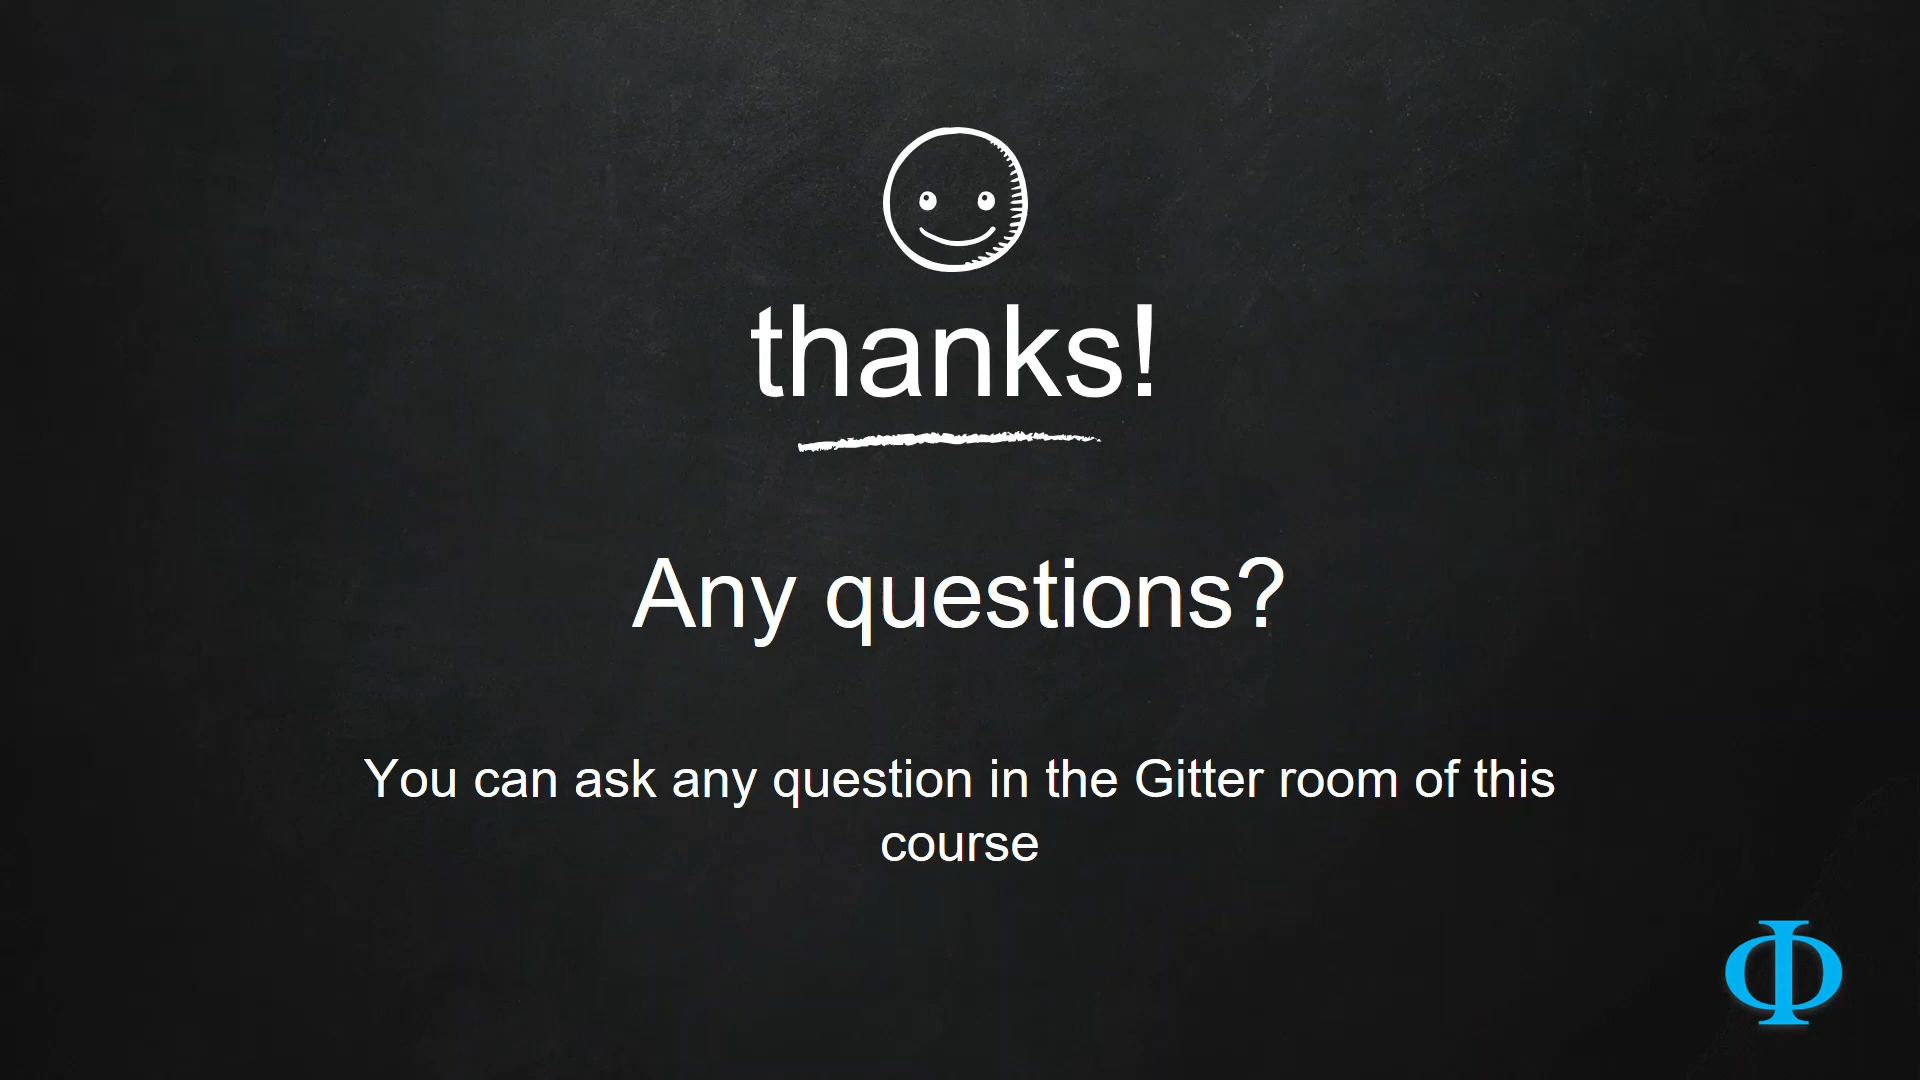 thanks!
Any questions?
You can ask any question in the Gitter room of this
course
Φ